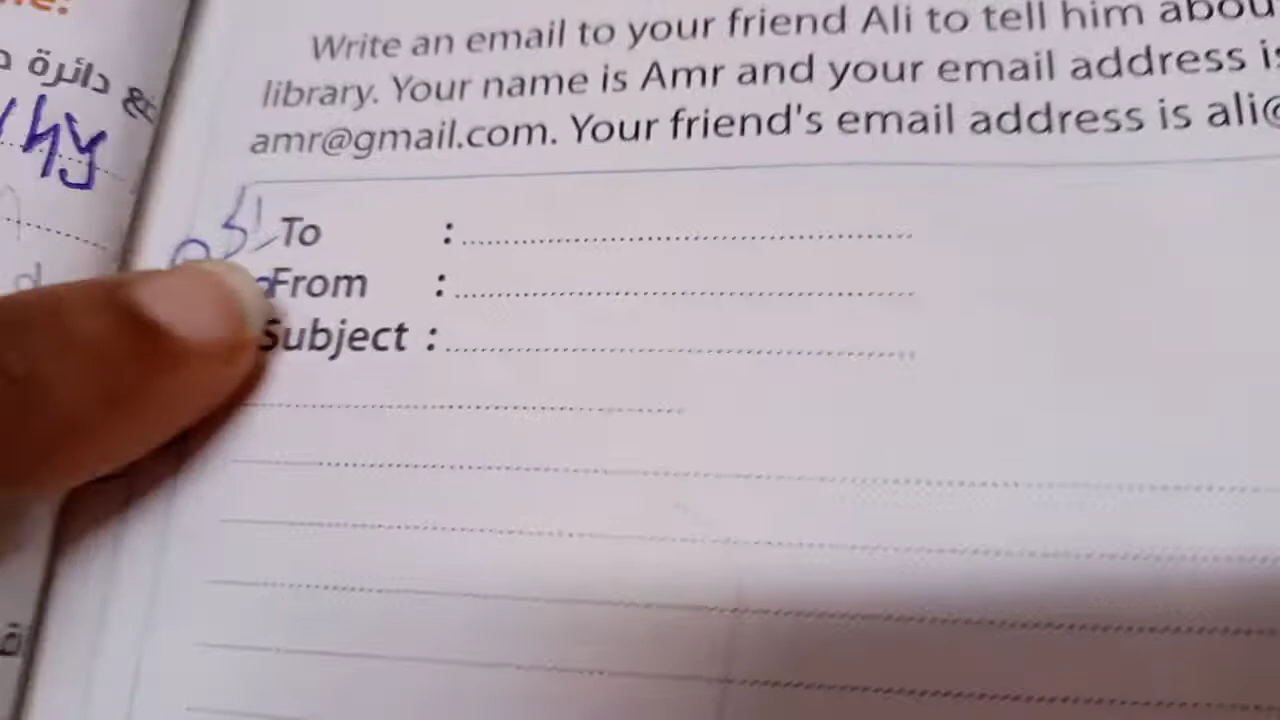 دائرة
hy
Write an email to your friend Ali to tell him abou
library. Your name is Amr and your email address is
amr@gmail.com. Your friend's email address is ali@
To :
From :
Subject :